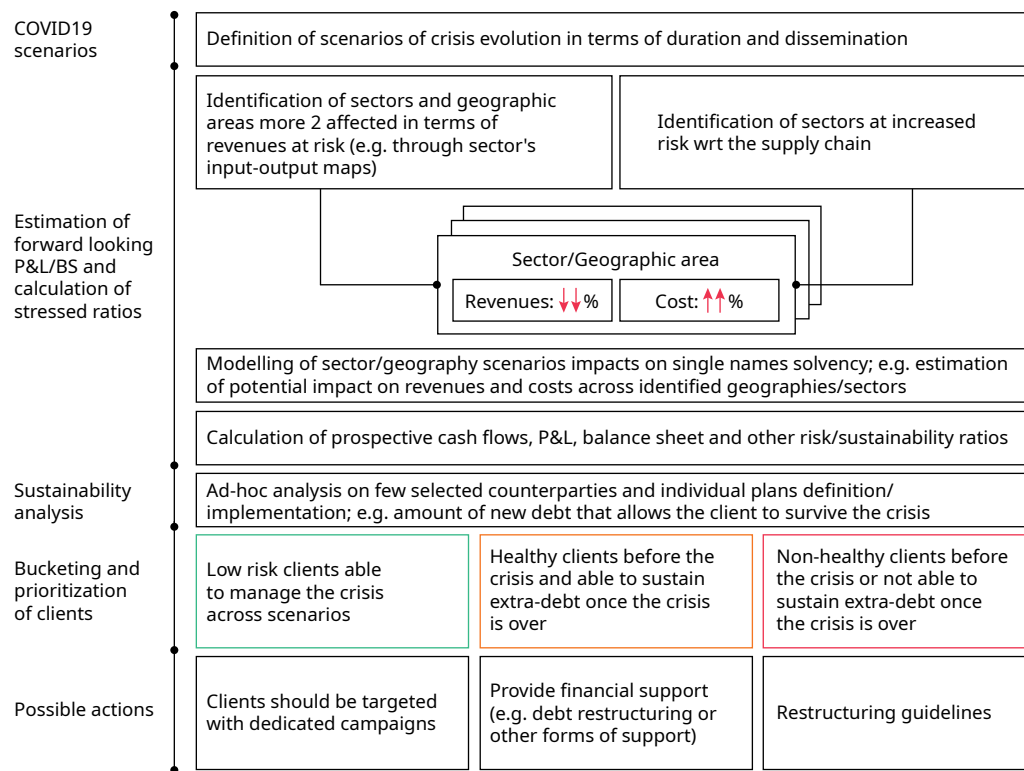 COVID19
scenarios
Definition of scenarios of crisis evolution in terms of duration and dissemination
Identification of sectors and geographic
areas more 2 affected in terms of
revenues at risk (e.g. through sector's
input-output maps)
Identification of sectors at increased
risk wrt the supply chain
Estimation of
forward looking
P&L/BS and
calculation of
stressed ratios
Sector/Geographic area
Revenues: ↓↓%
Cost: ↑↑%
Modelling of sector/geography scenarios impacts on single names solvency; e.g. estimation
of potential impact on revenues and costs across identified geographies/sectors
Calculation of prospective cash flows, P&L, balance sheet and other risk/sustainability ratios
Sustainability
analysis
Ad-hoc analysis on few selected counterparties and individual plans definition/
implementation; e.g. amount of new debt that allows the client to survive the crisis
Bucketing and
prioritization
of clients
Low risk clients able
to manage the crisis
across scenarios
Healthy clients before the
crisis and able to sustain
extra-debt once the crisis
is over
Non-healthy clients before
the crisis or not able to
sustain extra-debt once
the crisis is over
Possible actions
Clients should be targeted
with dedicated campaigns
Provide financial support
(e.g. debt restructuring or
other forms of support)
Restructuring guidelines